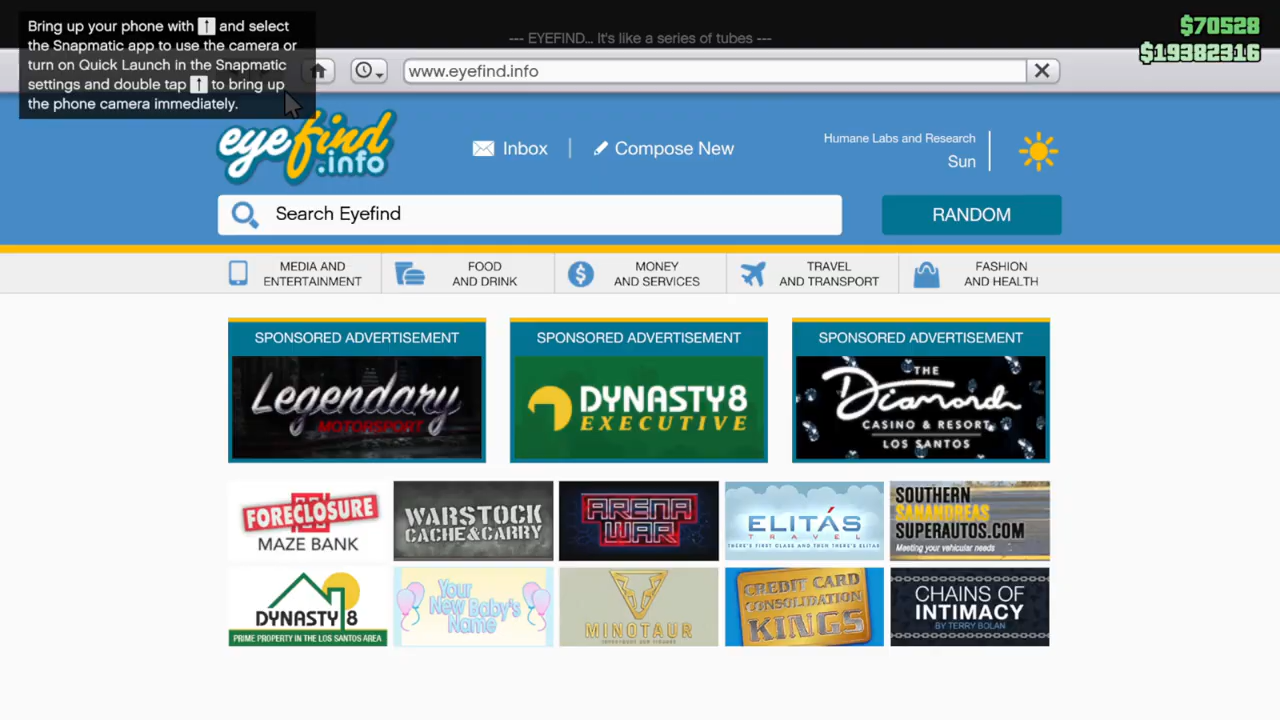 Bring up your phone with ↑ and select
the Snapmatic app to use the camera or
turn on Quick Launch in the Snapmatic
settings and double tap ↑ to bring up
the phone camera immediately.
--- EYEFIND... It's like a series of tubes ---
$70528
$19382316
www.eyefind.info
eyefind
.info
Inbox
Compose New
Humane Labs and Research
Sun
Search Eyefind
RANDOM
MEDIA AND
ENTERTAINMENT
FOOD
AND DRINK
MONEY
AND SERVICES
TRAVEL
AND TRANSPORT
FASHION
AND HEALTH
SPONSORED ADVERTISEMENT
Legendary
MOTORSPORT
SPONSORED ADVERTISEMENT
DYNASTY8
EXECUTIVE
SPONSORED ADVERTISEMENT
THE
Diamond
CASINO & RESORT
LOS SANTOS
FORECLOSURE
MAZE BANK
WARSTOCK
CACHE&CARRY
ARENA
WAR
ELITÁS
TRAVEL
THERE'S FIRST CLASS AND THEN THERE'S ELITAS
SOUTHERN
SANANDREAS
SUPERAUTOS.COM
Meeting your vehicular needs
DYNASTY 8
PRIME PROPERTY IN THE LOS SANTOS AREA
Your
New Baby's
Name
MINOTAUR
CREDIT CARD
CONSOLIDATION
KINGS
CHAINS OF
INTIMACY
BY TERRY BOLAN